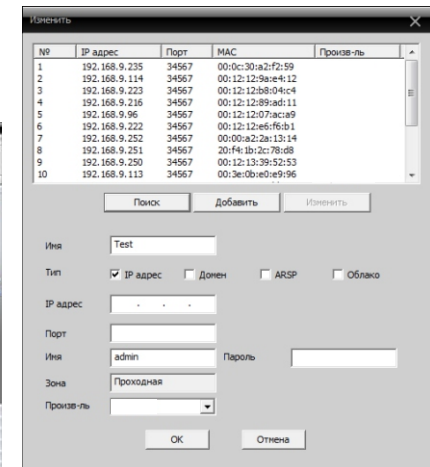 Изменить
№ IP адрес Порт MAC Произв-ль
1 192.168.9.235 34567 00:0c:30:a2:f2:59
2 192.168.9.114 34567 00:12:12:9a:e4:12
3 192.168.9.223 34567 00:12:12:b8:04:c4
4 192.168.9.216 34567 00:12:12:89:ad:11
5 192.168.9.96 34567 00:12:12:07:ac:a9
6 192.168.9.222 34567 00:12:12:e6:f6:b1
7 192.168.9.252 34567 00:00:a2:2a:13:14
8 192.168.9.251 34567 20:f4:1b:2c:78:d8
9 192.168.9.250 34567 00:12:13:39:52:53
10 192.168.9.113 34567 00:3e:0b:e0:e9:96
Поиск Добавить Изменить
Имя Test
Тип IP адрес Домен ARSP Облако
IP адрес . . .
Порт
Имя admin Пароль
Зона Проходная
Произв-ль
OK Отмена